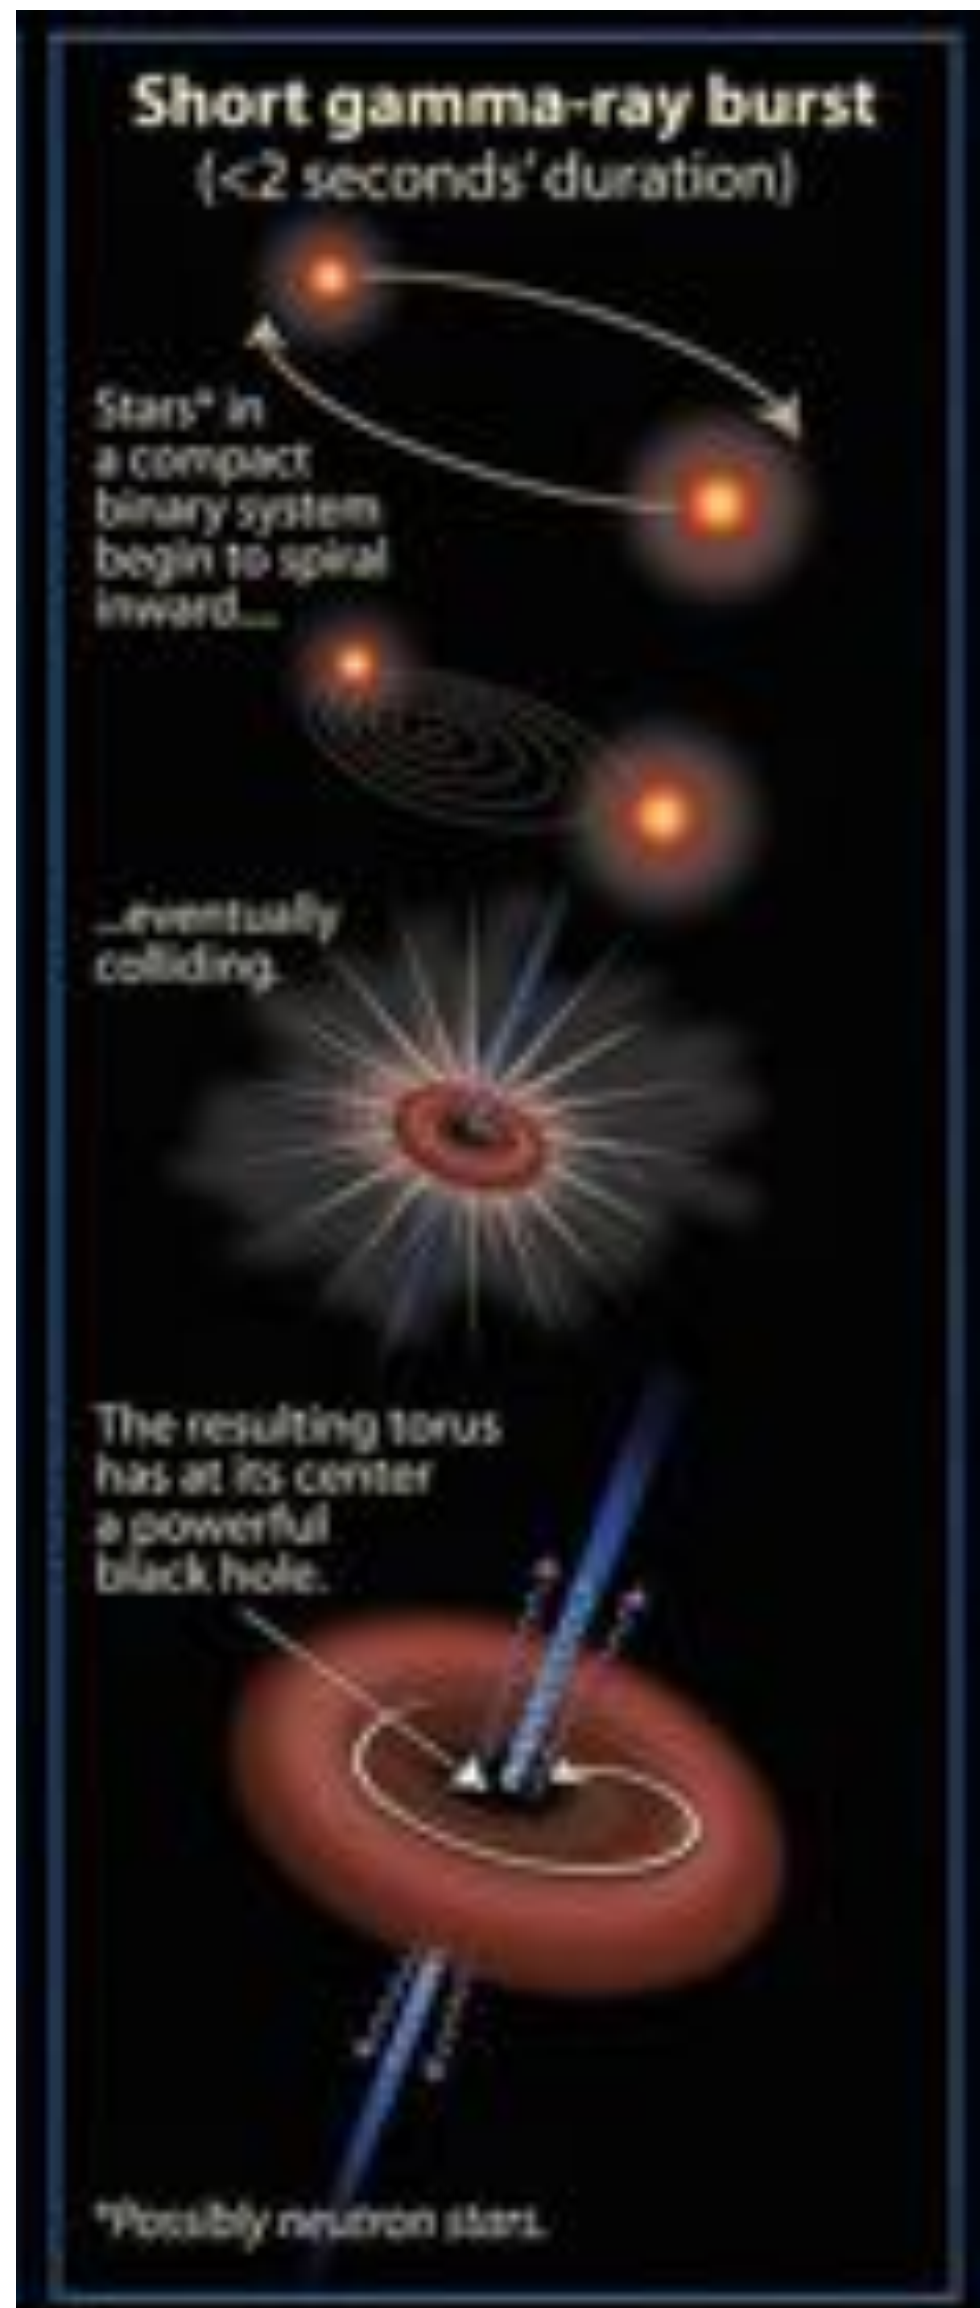 Short gamma-ray burst
(<2 seconds' duration)
Stars* in
a compact
binary system
begin to spiral
inward...
...eventually
colliding.
The resulting torus
has at its center
a powerful
black hole.
*Possibly neutron stars.